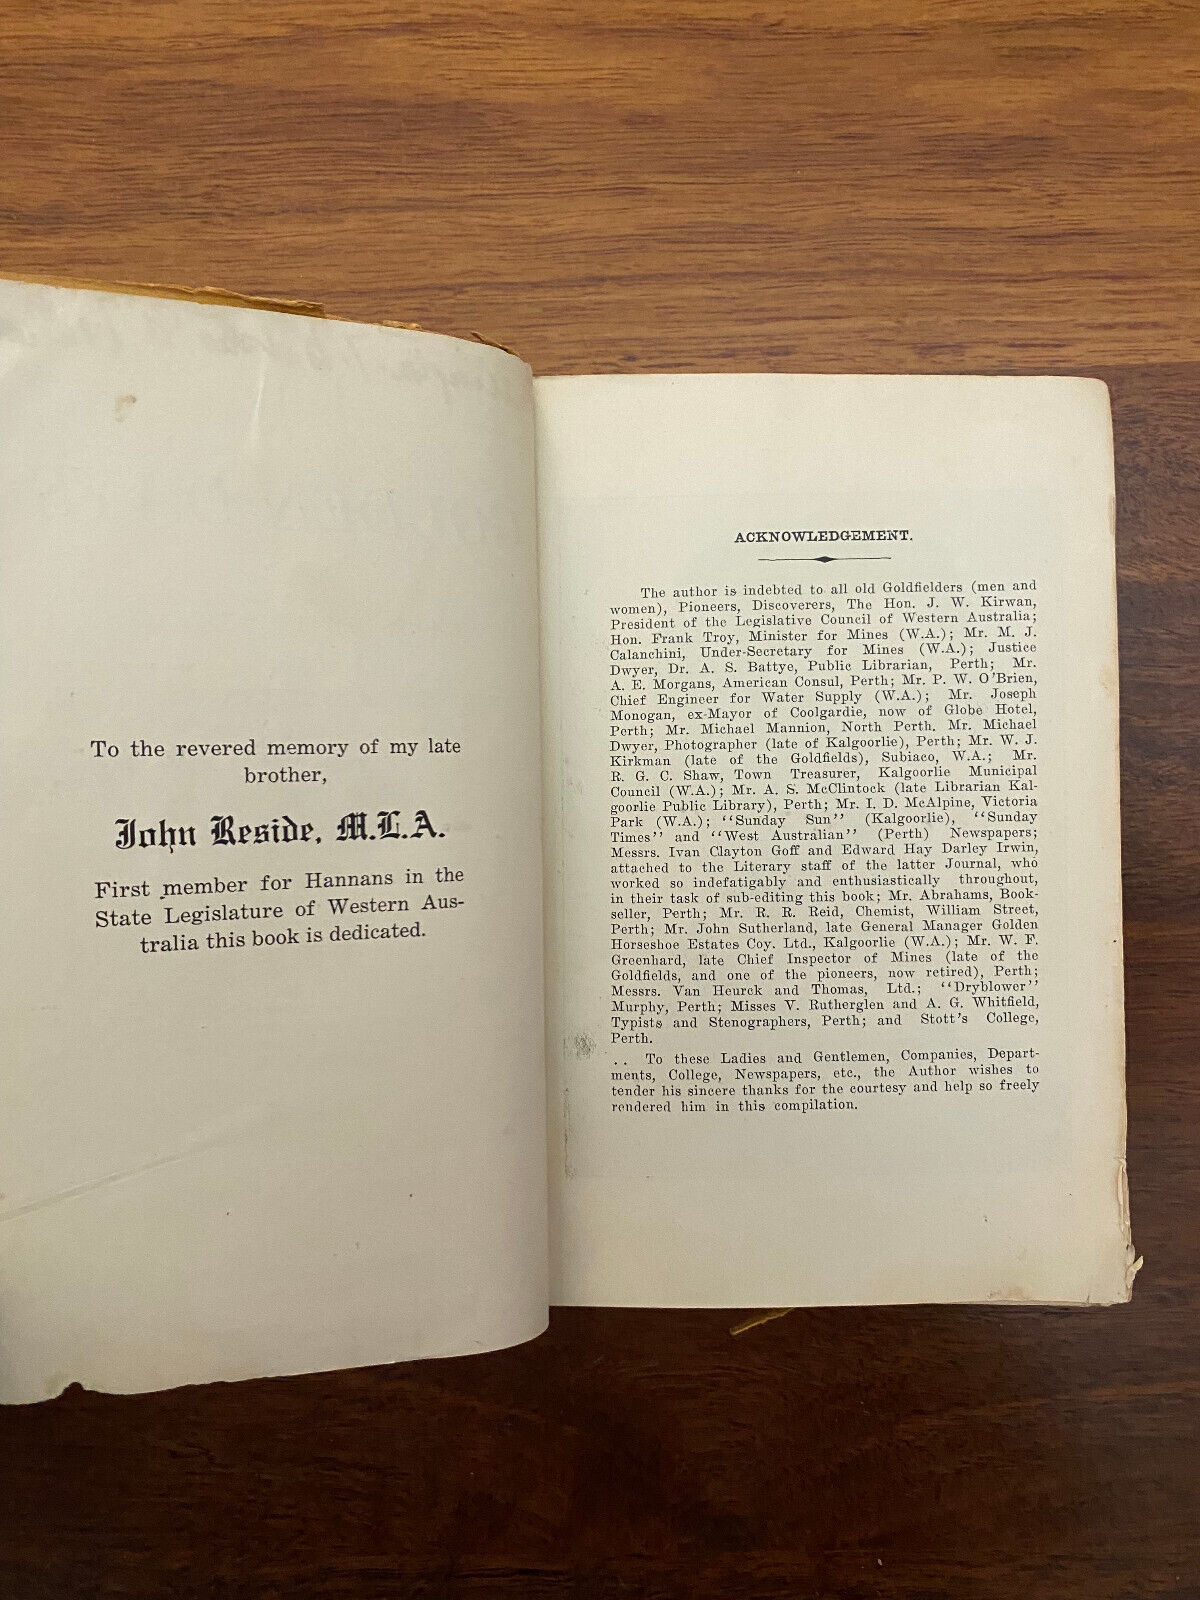 To the revered memory of my late
brother,
John Reside, M.L.A.
First member for Hannans in the
State Legislature of Western Aus-
tralia this book is dedicated.
ACKNOWLEDGEMENT.
The author is indebted to all old Goldfielders (men and
women), Pioneers, Discoverers, The Hon. J. W. Kirwan,
President of the Legislative Council of Western Australia;
Hon. Frank Troy, Minister for Mines (W.A.); Mr. M. J.
Calanchini, Under-Secretary for Mines (W.A.); Justice
Dwyer, Dr. A. S. Battye, Public Librarian, Perth; Mr.
A. E. Morgans, American Consul, Perth; Mr. P. W. O'Brien,
Chief Engineer for Water Supply (W.A.); Mr. Joseph
Monogan, ex-Mayor of Coolgardie, now of Globe Hotel,
Perth; Mr. Michael Mannion, North Perth. Mr. Michael
Dwyer, Photographer (late of Kalgoorlie), Perth; Mr. W. J.
Kirkman (late of the Goldfields), Subiaco, W.A.; Mr.
R. G. C. Shaw, Town Treasurer, Kalgoorlie Municipal
Council (W.A.); Mr. A. S. McClintock (late Librarian Kal-
goorlie Public Library), Perth; Mr. I. D. McAlpine, Victoria
Park (W.A.); "Sunday Sun" (Kalgoorlie), "Sunday
Times" and "West Australian" (Perth) Newspapers;
Messrs. Ivan Clayton Goff and Edward Hay Darley Irwin,
attached to the Literary staff of the latter Journal, who
worked so indefatigably and enthusiastically throughout,
in their task of sub-editing this book; Mr. Abrahams, Book-
seller, Perth; Mr. R. R. Reid, Chemist, William Street,
Perth; Mr. John Sutherland, late General Manager Golden
Horseshoe Estates Coy. Ltd., Kalgoorlie (W.A.); Mr. W. F.
Greenhard, late Chief Inspector of Mines (late of the
Goldfields, and one of the pioneers, now retired), Perth;
Messrs. Van Heurck and Thomas, Ltd.; "Dryblower"
Murphy, Perth; Misses V. Rutherglen and A. G. Whitfield,
Typists and Stenographers, Perth; and Stott's College,
Perth.
. . To these Ladies and Gentlemen, Companies, Depart-
ments, College, Newspapers, etc., the Author wishes to
tender his sincere thanks for the courtesy and help so freely
rendered him in this compilation.